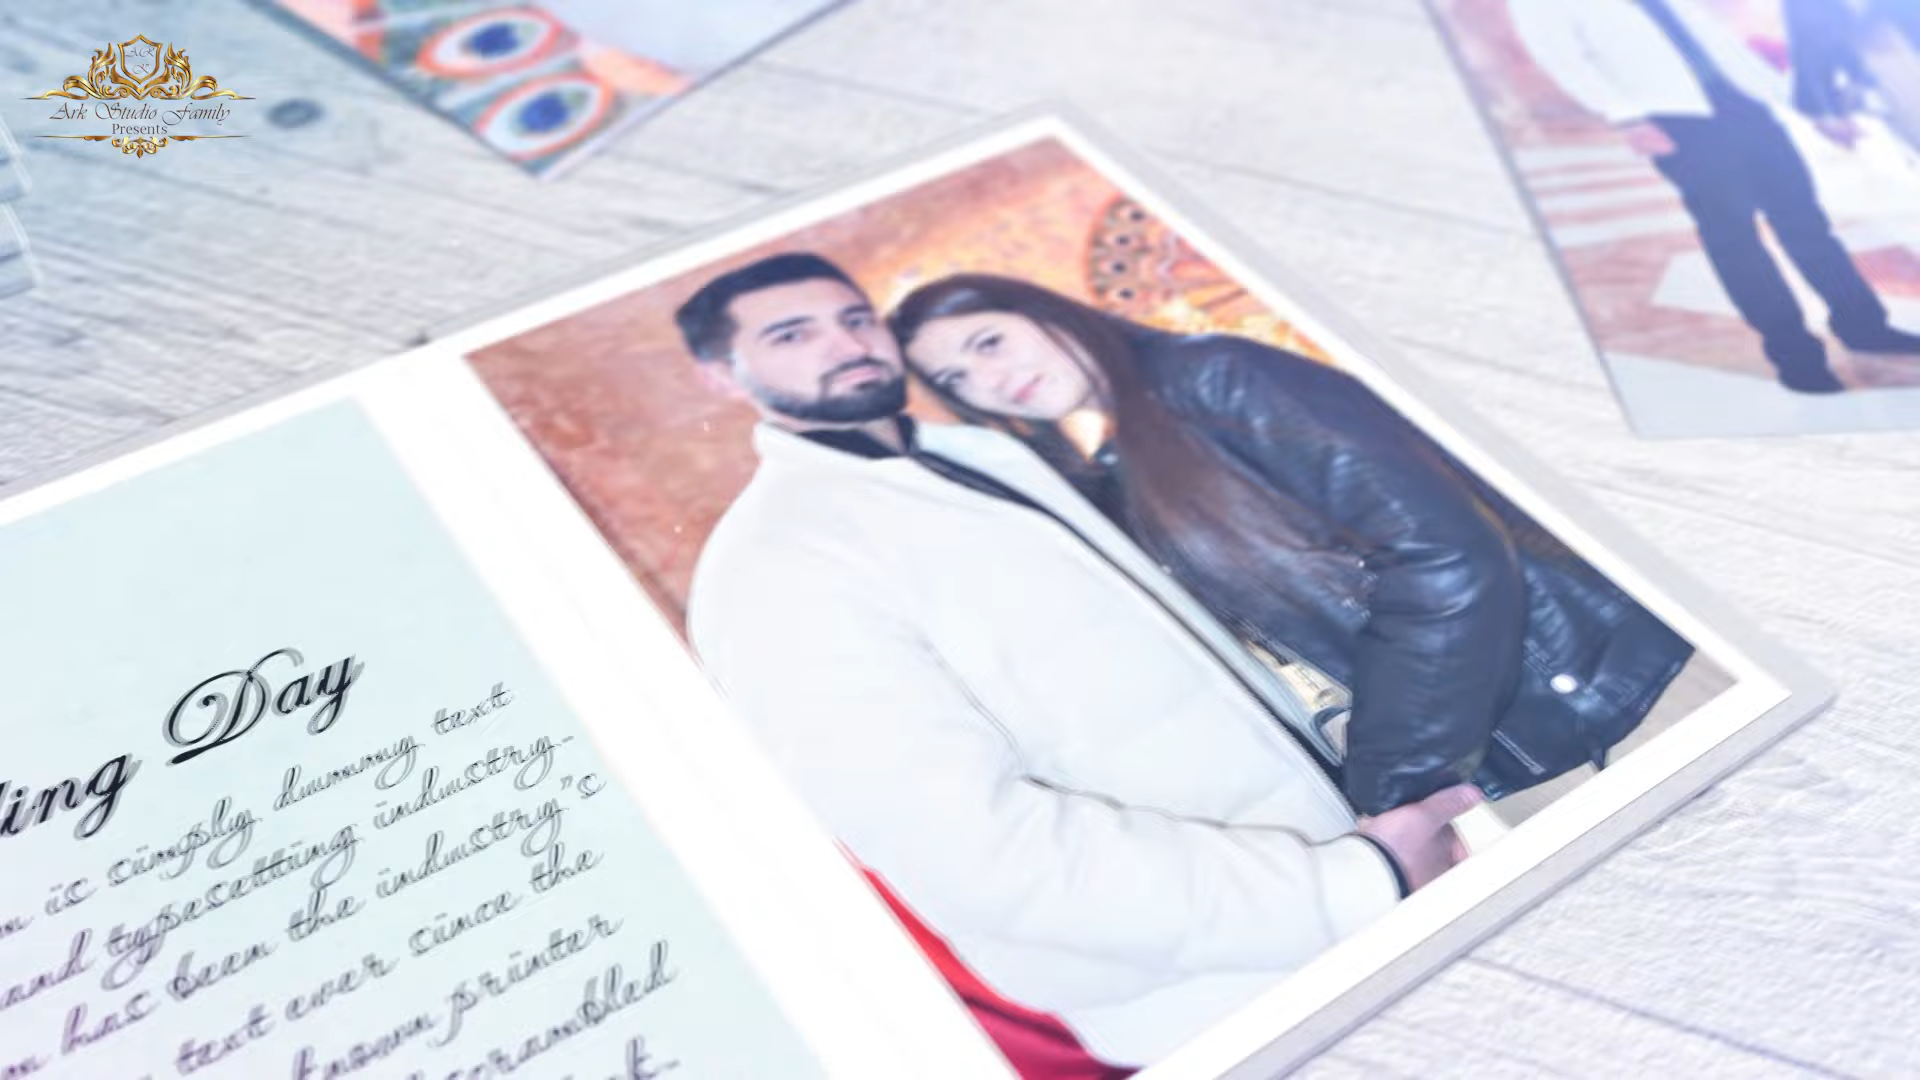 Ark Studio Family
Presents
ding Day
is simply dummy text
and typesetting industry-
has been the industry"s
text ever since the
known printer
scrambled